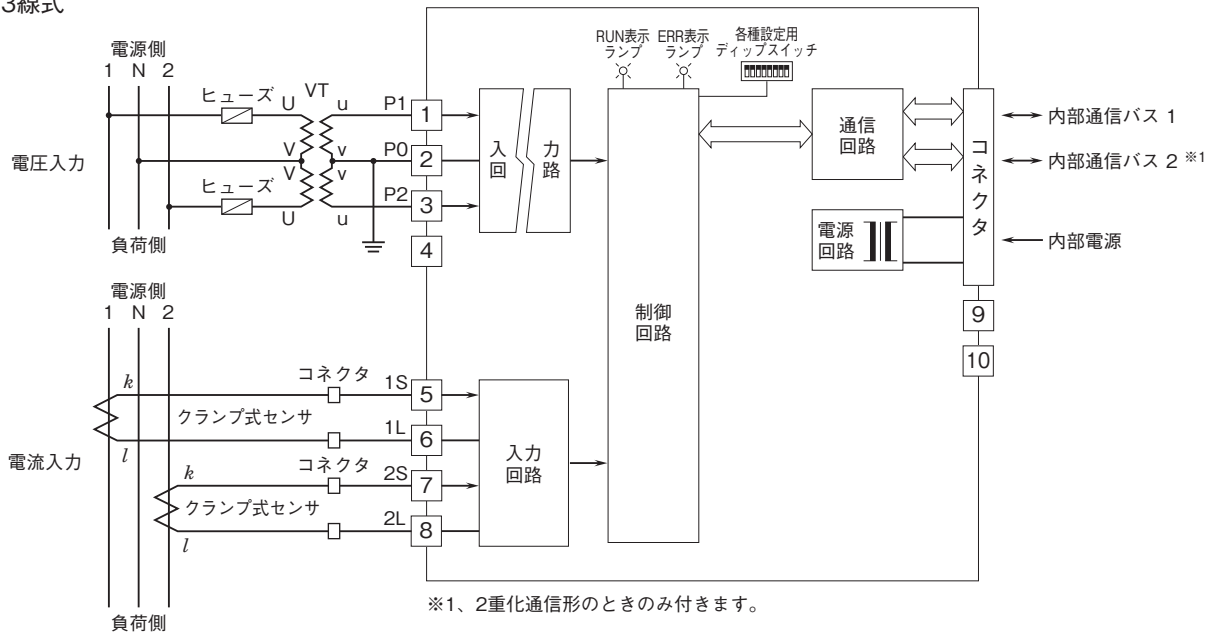 3線式
電源側
1 N 2
ヒューズ
U VT u
P1
1
V v
P0
2
V v
ヒューズ
P2
3
U u
4
電圧入力
負荷側
入力
回路
RUN表示
ランプ
ERR表示
ランプ
各種設定用
ディップスイッチ
制御
回路
通信
回路
電源
回路
コネクタ
内部通信バス 1
内部通信バス 2 ※1
内部電源
9
10
電源側
1 N 2
k
コネクタ
1S
5
クランプ式センサ
1L
6
l
電流入力
k
コネクタ
2S
7
クランプ式センサ
2L
8
l
入力
回路
負荷側
※1、2重化通信形のときのみ付きます。